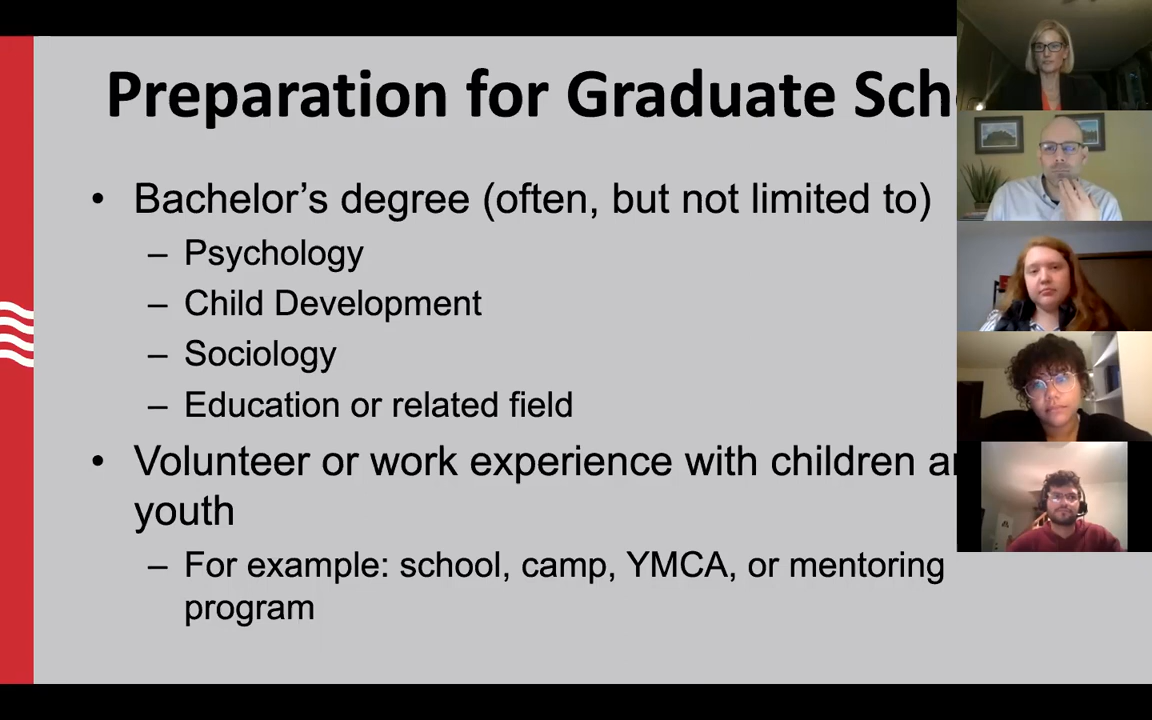 Preparation for Graduate Sch
• Bachelor's degree (often, but not limited to)
– Psychology
– Child Development
– Sociology
– Education or related field
• Volunteer or work experience with children
youth
– For example: school, camp, YMCA, or mentoring
program